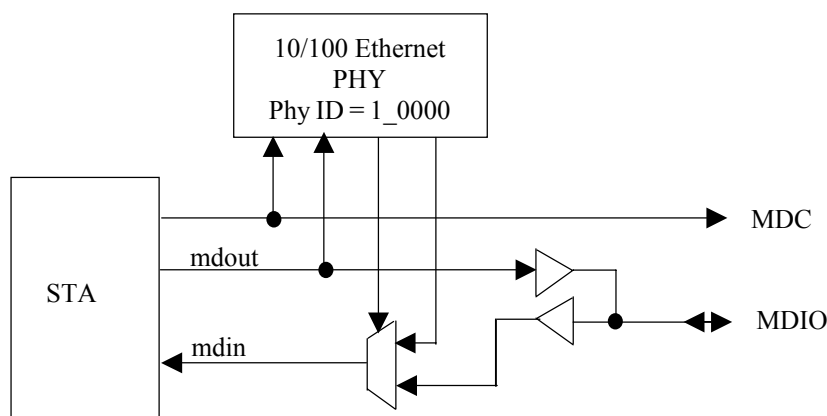 10/100 Ethernet
PHY
Phy ID = 1_0000
MDC
mdout
STA
MDIO
mdin